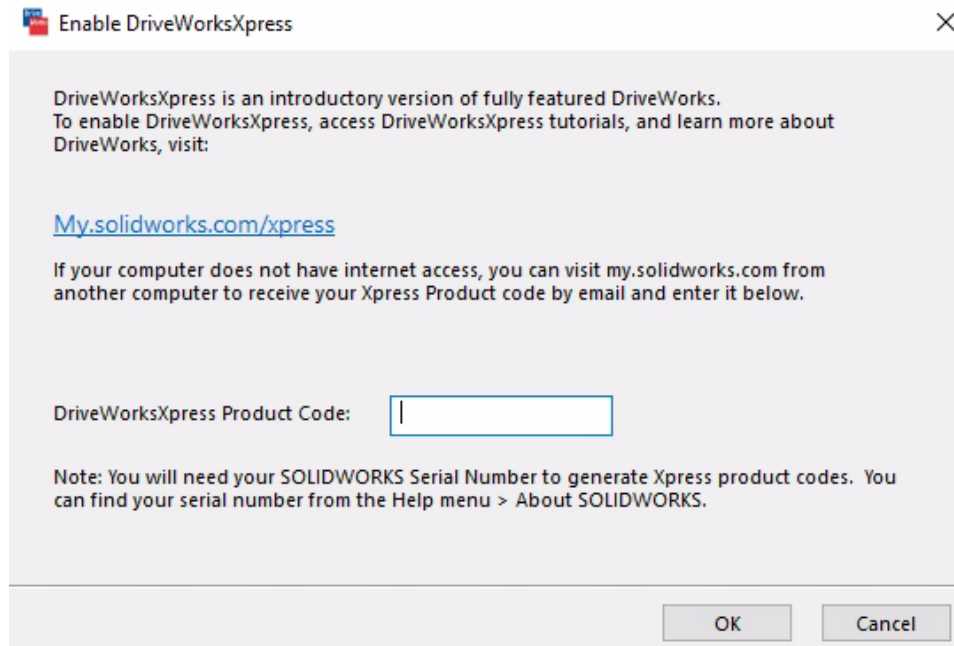 Enable DriveWorksXpress
DriveWorksXpress is an introductory version of fully featured DriveWorks.
To enable DriveWorksXpress, access DriveWorksXpress tutorials, and learn more about
DriveWorks, visit:
My.solidworks.com/xpress
If your computer does not have internet access, you can visit my.solidworks.com from
another computer to receive your Xpress Product code by email and enter it below.
DriveWorksXpress Product Code:
Note: You will need your SOLIDWORKS Serial Number to generate Xpress product codes.  You
can find your serial number from the Help menu > About SOLIDWORKS.
OK Cancel